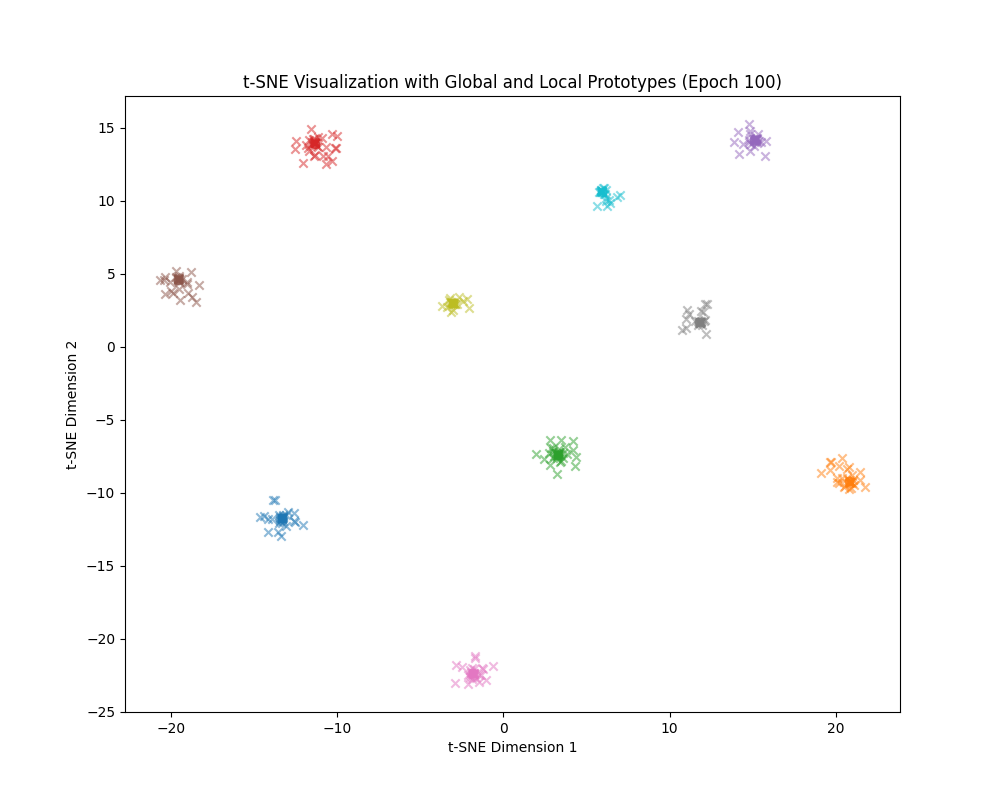 t-SNE Visualization with Global and Local Prototypes (Epoch 100)
15
10
5
0
−5
−10
−15
−20
−25
t-SNE Dimension 2
−20 −10 0 10 20
t-SNE Dimension 1